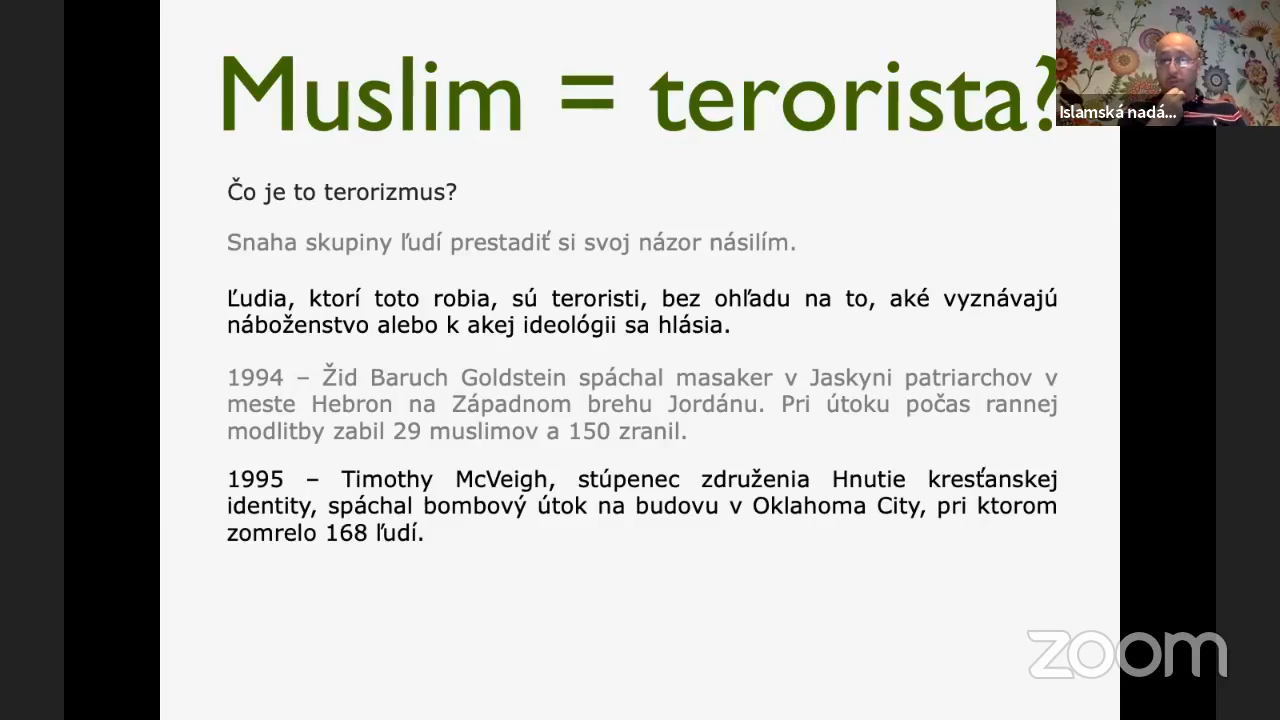 Muslim = terorista?
Islamská nadá...
Čo je to terorizmus?
Snaha skupiny ľudí prestadiť si svoj názor násilím.
Ľudia, ktorí toto robia, sú teroristi, bez ohľadu na to, aké vyznávajú
náboženstvo alebo k akej ideológii sa hlásia.
1994 – Žid Baruch Goldstein spáchal masaker v Jaskyni patriarchov v
meste Hebron na Západnom brehu Jordánu. Pri útoku počas rannej
modlitby zabil 29 muslimov a 150 zranil.
1995 – Timothy McVeigh, stúpenec združenia Hnutie kresťanskej
identity, spáchal bombový útok na budovu v Oklahoma City, pri ktorom
zomrelo 168 ľudí.
zoom